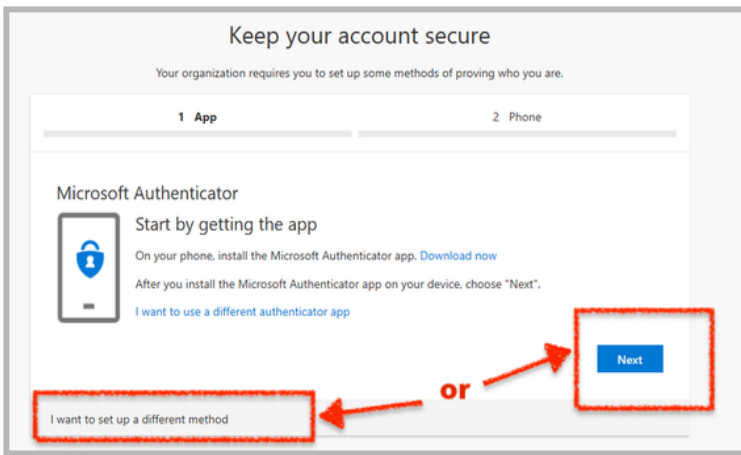 Keep your account secure
Your organization requires you to set up some methods of proving who you are.
1 App
2 Phone
Microsoft Authenticator
Start by getting the app
On your phone, install the Microsoft Authenticator app. Download now
After you install the Microsoft Authenticator app on your device, choose "Next".
I want to use a different authenticator app
Next
or
I want to set up a different method